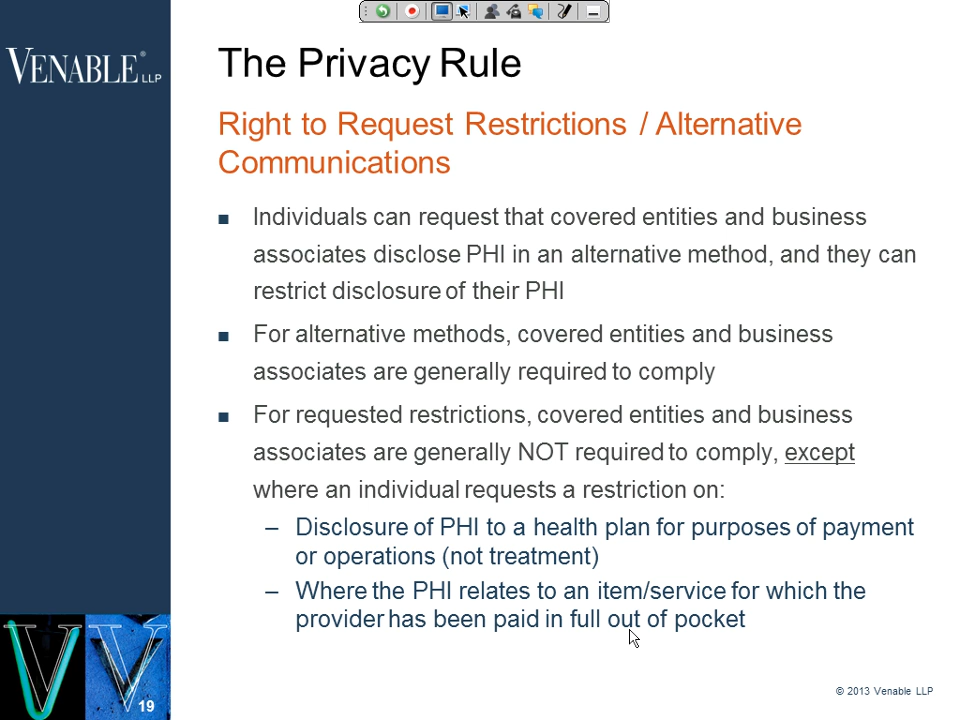 VENABLE® LLP
The Privacy Rule
Right to Request Restrictions / Alternative
Communications
■ Individuals can request that covered entities and business
associates disclose PHI in an alternative method, and they can
restrict disclosure of their PHI
■ For alternative methods, covered entities and business
associates are generally required to comply
■ For requested restrictions, covered entities and business
associates are generally NOT required to comply, except
where an individual requests a restriction on:
– Disclosure of PHI to a health plan for purposes of payment
or operations (not treatment)
– Where the PHI relates to an item/service for which the
provider has been paid in full out of pocket
19
© 2013 Venable LLP